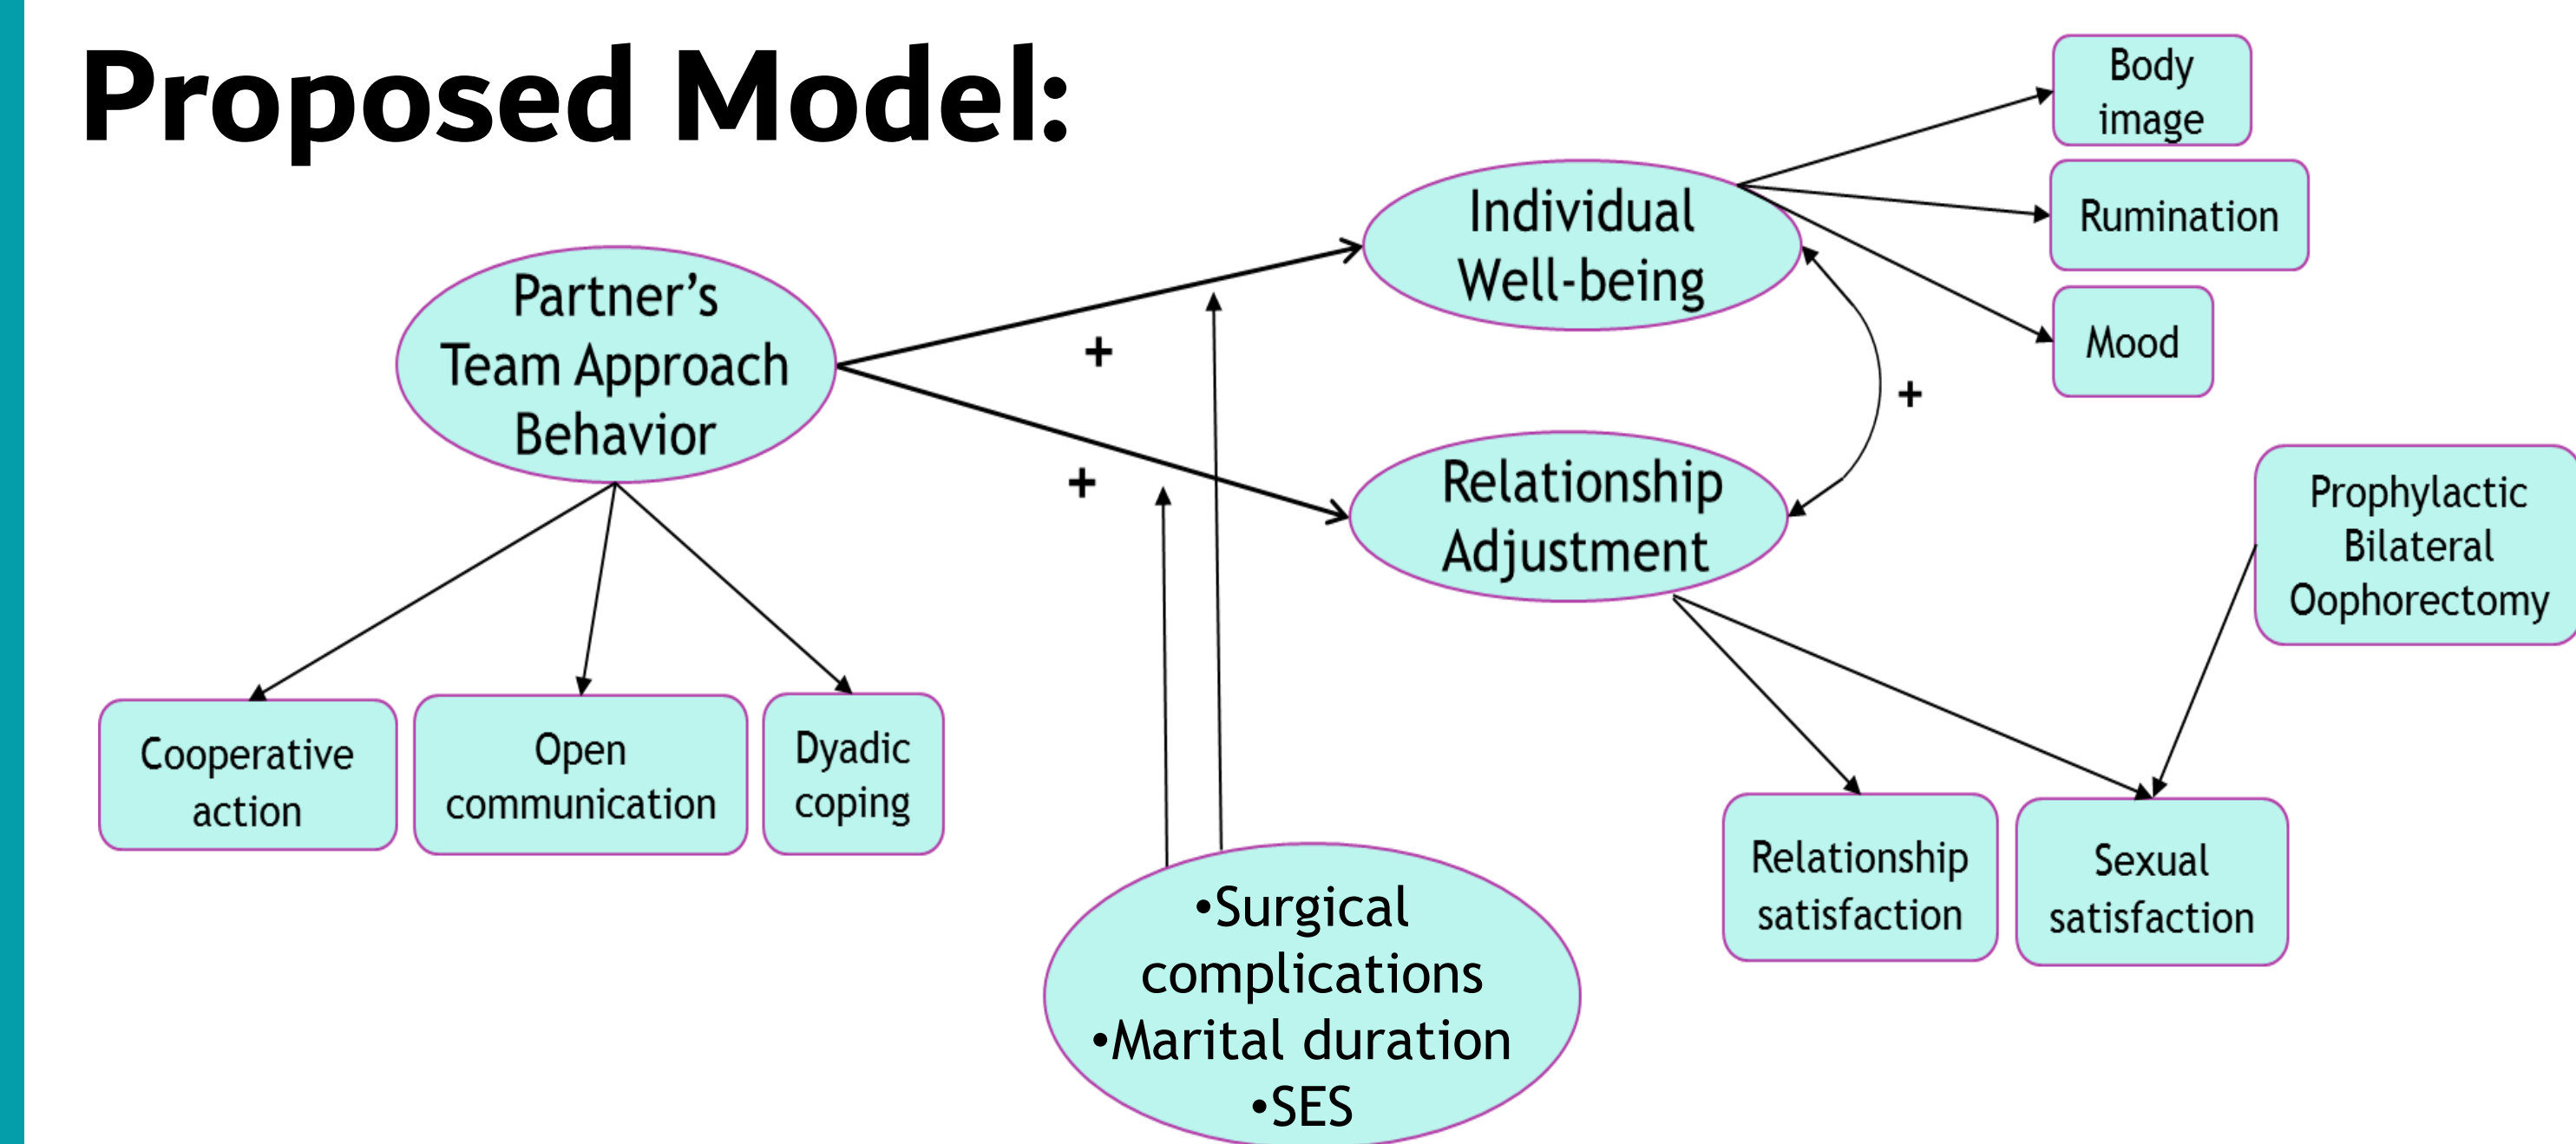 Proposed Model:
Body
image
Individual
Well-being
Rumination
Partner’s
Team Approach
Behavior
Mood
+
+
+
Relationship
Adjustment
Prophylactic
Bilateral
Oophorectomy
Cooperative
action
Open
communication
Dyadic
coping
Relationship
satisfaction
Sexual
satisfaction
•Surgical
complications
•Marital duration
•SES